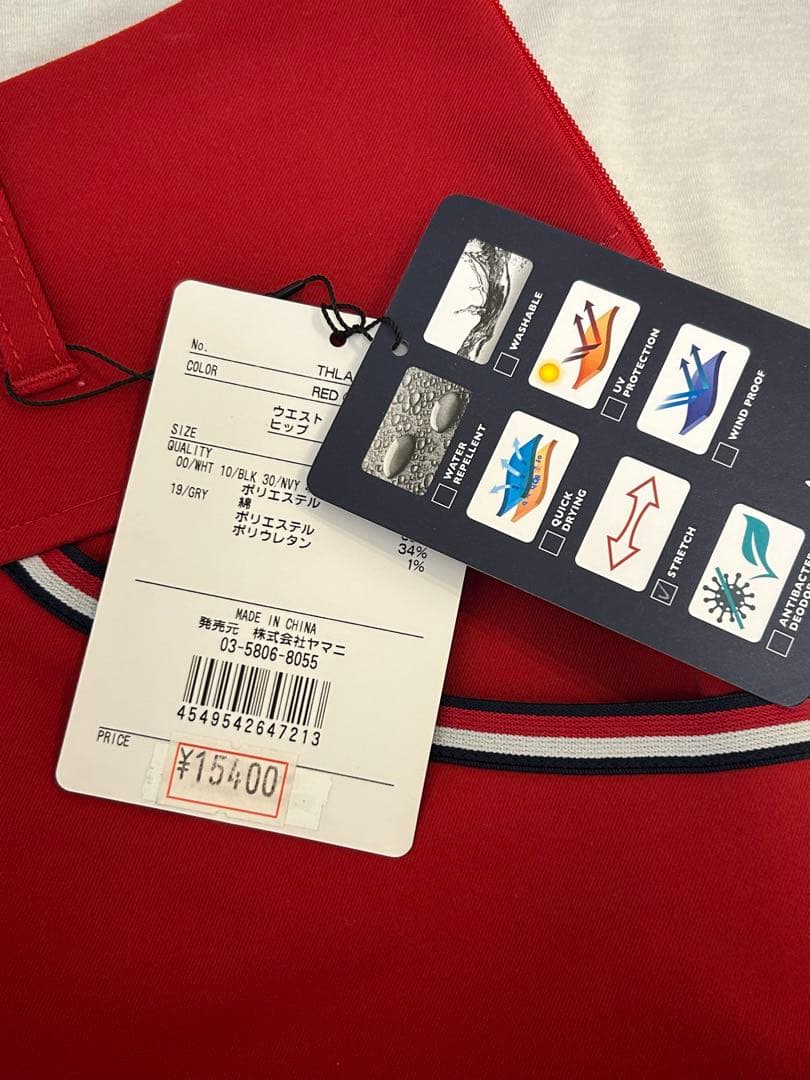 No. THLA
COLOR RED
ウエスト
ヒップ
SIZE
QUALITY
00/WHT 10/BLK 30/NVY
ポリエステル
19/GRY 綿
ポリエステル 34%
ポリウレタン 1%
MADE IN CHINA
発売元 株式会社ヤマニ
03-5806-8055
4549542647213
PRICE ¥15400
WASHABLE
UV
PROTECTION
WIND PROOF
WATER
REPELLENT
QUICK
DRYING
STRETCH